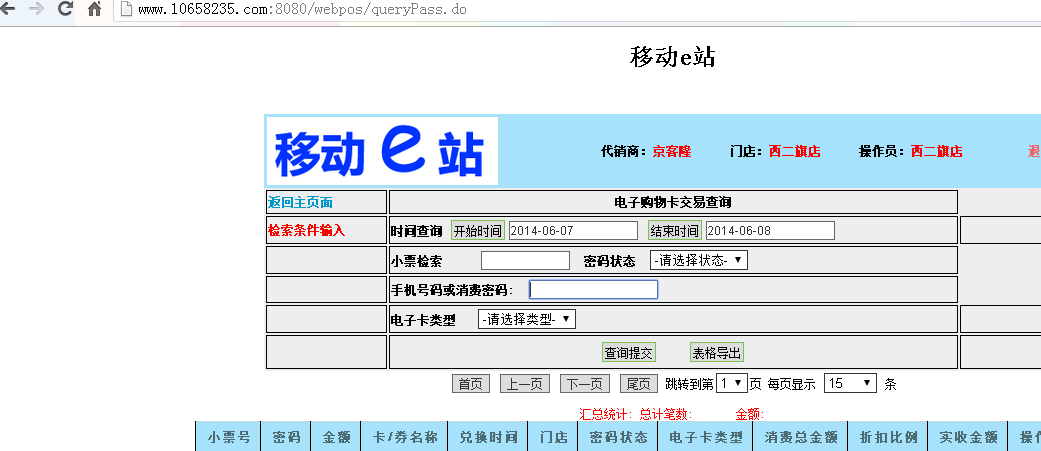 www.10658235.com:8080/webpos/queryPass.do
移动e站
移动e站 代销商：京客隆 门店：西二旗店 操作员：西二旗店
返回主页面 电子购物卡交易查询
检索条件输入 时间查询 开始时间 2014-06-07 结束时间 2014-06-08
小票检索 密码状态 -请选择状态-
手机号码或消费密码：
电子卡类型 -请选择类型-
查询提交 表格导出
首页 上一页 下一页 尾页 跳转到第 1 页 每页显示 15 条
汇总统计：总计笔数： 金额：
小票号 密码 金额 卡/券名称 兑换时间 门店 密码状态 电子卡类型 消费总金额 折扣比例 实收金额